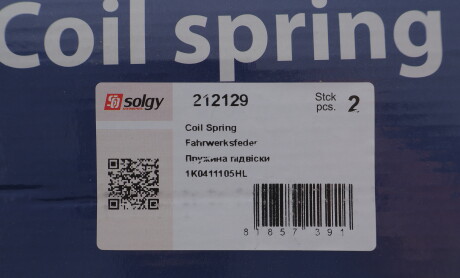 Coil spring
solgy 212129 Stck pcs. 2
Coil Spring
Fahrwerksfeder
Пружина підвіски
1K0411105HL
8 1 8 5 7 3 9 1